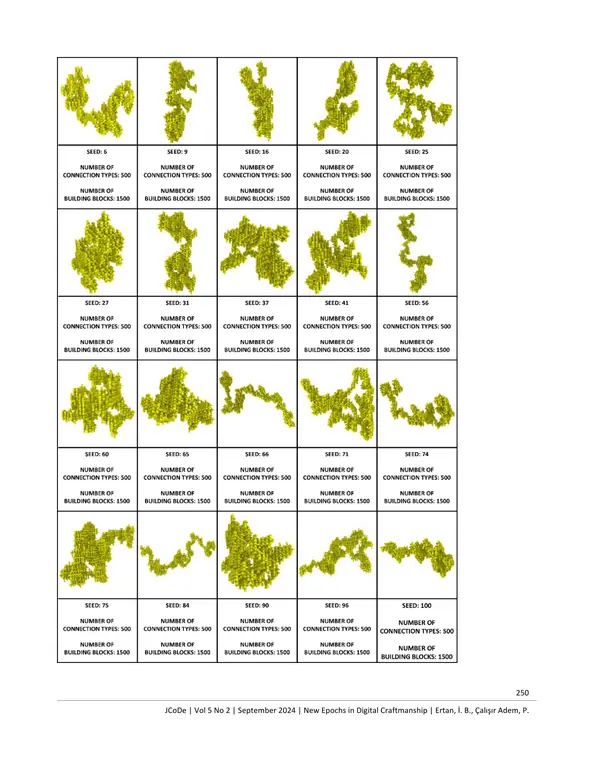 SEED: 6
NUMBER OF
CONNECTION TYPES: 500
NUMBER OF
BUILDING BLOCKS: 1500
SEED: 9
NUMBER OF
CONNECTION TYPES: 500
NUMBER OF
BUILDING BLOCKS: 1500
SEED: 16
NUMBER OF
CONNECTION TYPES: 500
NUMBER OF
BUILDING BLOCKS: 1500
SEED: 20
NUMBER OF
CONNECTION TYPES: 500
NUMBER OF
BUILDING BLOCKS: 1500
SEED: 25
NUMBER OF
CONNECTION TYPES: 500
NUMBER OF
BUILDING BLOCKS: 1500
SEED: 27
NUMBER OF
CONNECTION TYPES: 500
NUMBER OF
BUILDING BLOCKS: 1500
SEED: 31
NUMBER OF
CONNECTION TYPES: 500
NUMBER OF
BUILDING BLOCKS: 1500
SEED: 37
NUMBER OF
CONNECTION TYPES: 500
NUMBER OF
BUILDING BLOCKS: 1500
SEED: 41
NUMBER OF
CONNECTION TYPES: 500
NUMBER OF
BUILDING BLOCKS: 1500
SEED: 56
NUMBER OF
CONNECTION TYPES: 500
NUMBER OF
BUILDING BLOCKS: 1500
SEED: 60
NUMBER OF
CONNECTION TYPES: 500
NUMBER OF
BUILDING BLOCKS: 1500
SEED: 65
NUMBER OF
CONNECTION TYPES: 500
NUMBER OF
BUILDING BLOCKS: 1500
SEED: 66
NUMBER OF
CONNECTION TYPES: 500
NUMBER OF
BUILDING BLOCKS: 1500
SEED: 71
NUMBER OF
CONNECTION TYPES: 500
NUMBER OF
BUILDING BLOCKS: 1500
SEED: 74
NUMBER OF
CONNECTION TYPES: 500
NUMBER OF
BUILDING BLOCKS: 1500
SEED: 75
NUMBER OF
CONNECTION TYPES: 500
NUMBER OF
BUILDING BLOCKS: 1500
SEED: 84
NUMBER OF
CONNECTION TYPES: 500
NUMBER OF
BUILDING BLOCKS: 1500
SEED: 90
NUMBER OF
CONNECTION TYPES: 500
NUMBER OF
BUILDING BLOCKS: 1500
SEED: 96
NUMBER OF
CONNECTION TYPES: 500
NUMBER OF
BUILDING BLOCKS: 1500
SEED: 100
NUMBER OF
CONNECTION TYPES: 500
NUMBER OF
BUILDING BLOCKS: 1500
250
JCoDe | Vol 5 No 2 | September 2024 | New Epochs in Digital Craftmanship | Ertan, İ. B., Çalışır Adem, P.